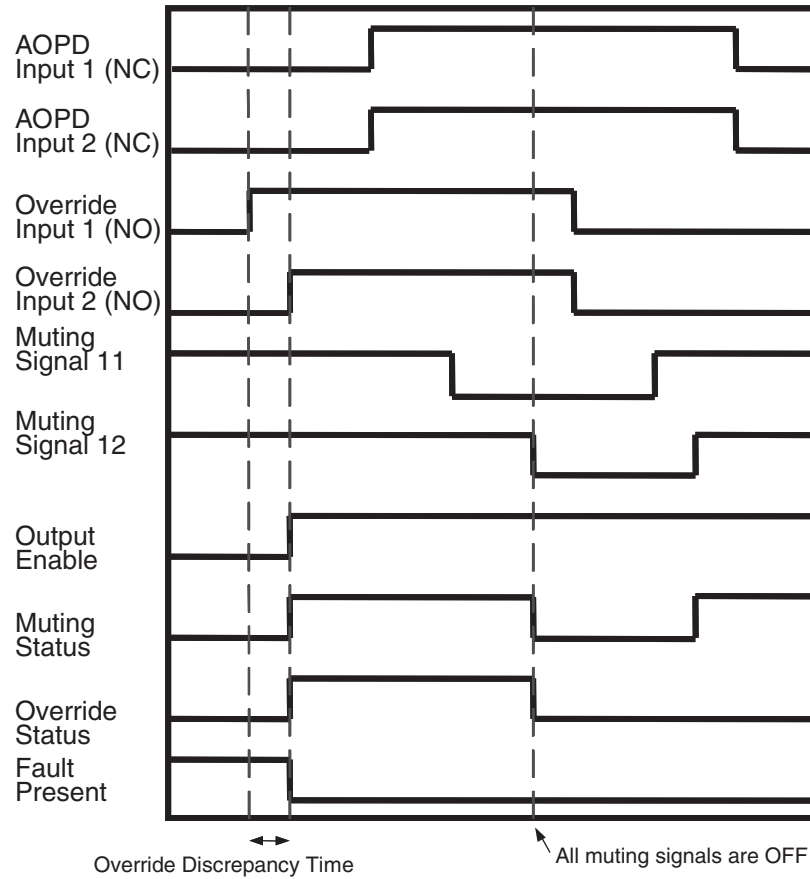 AOPD
Input 1 (NC)
AOPD
Input 2 (NC)
Override
Input 1 (NO)
Override
Input 2 (NO)
Muting
Signal 11
Muting
Signal 12
Output
Enable
Muting
Status
Override
Status
Fault
Present
Override Discrepancy Time
All muting signals are OFF